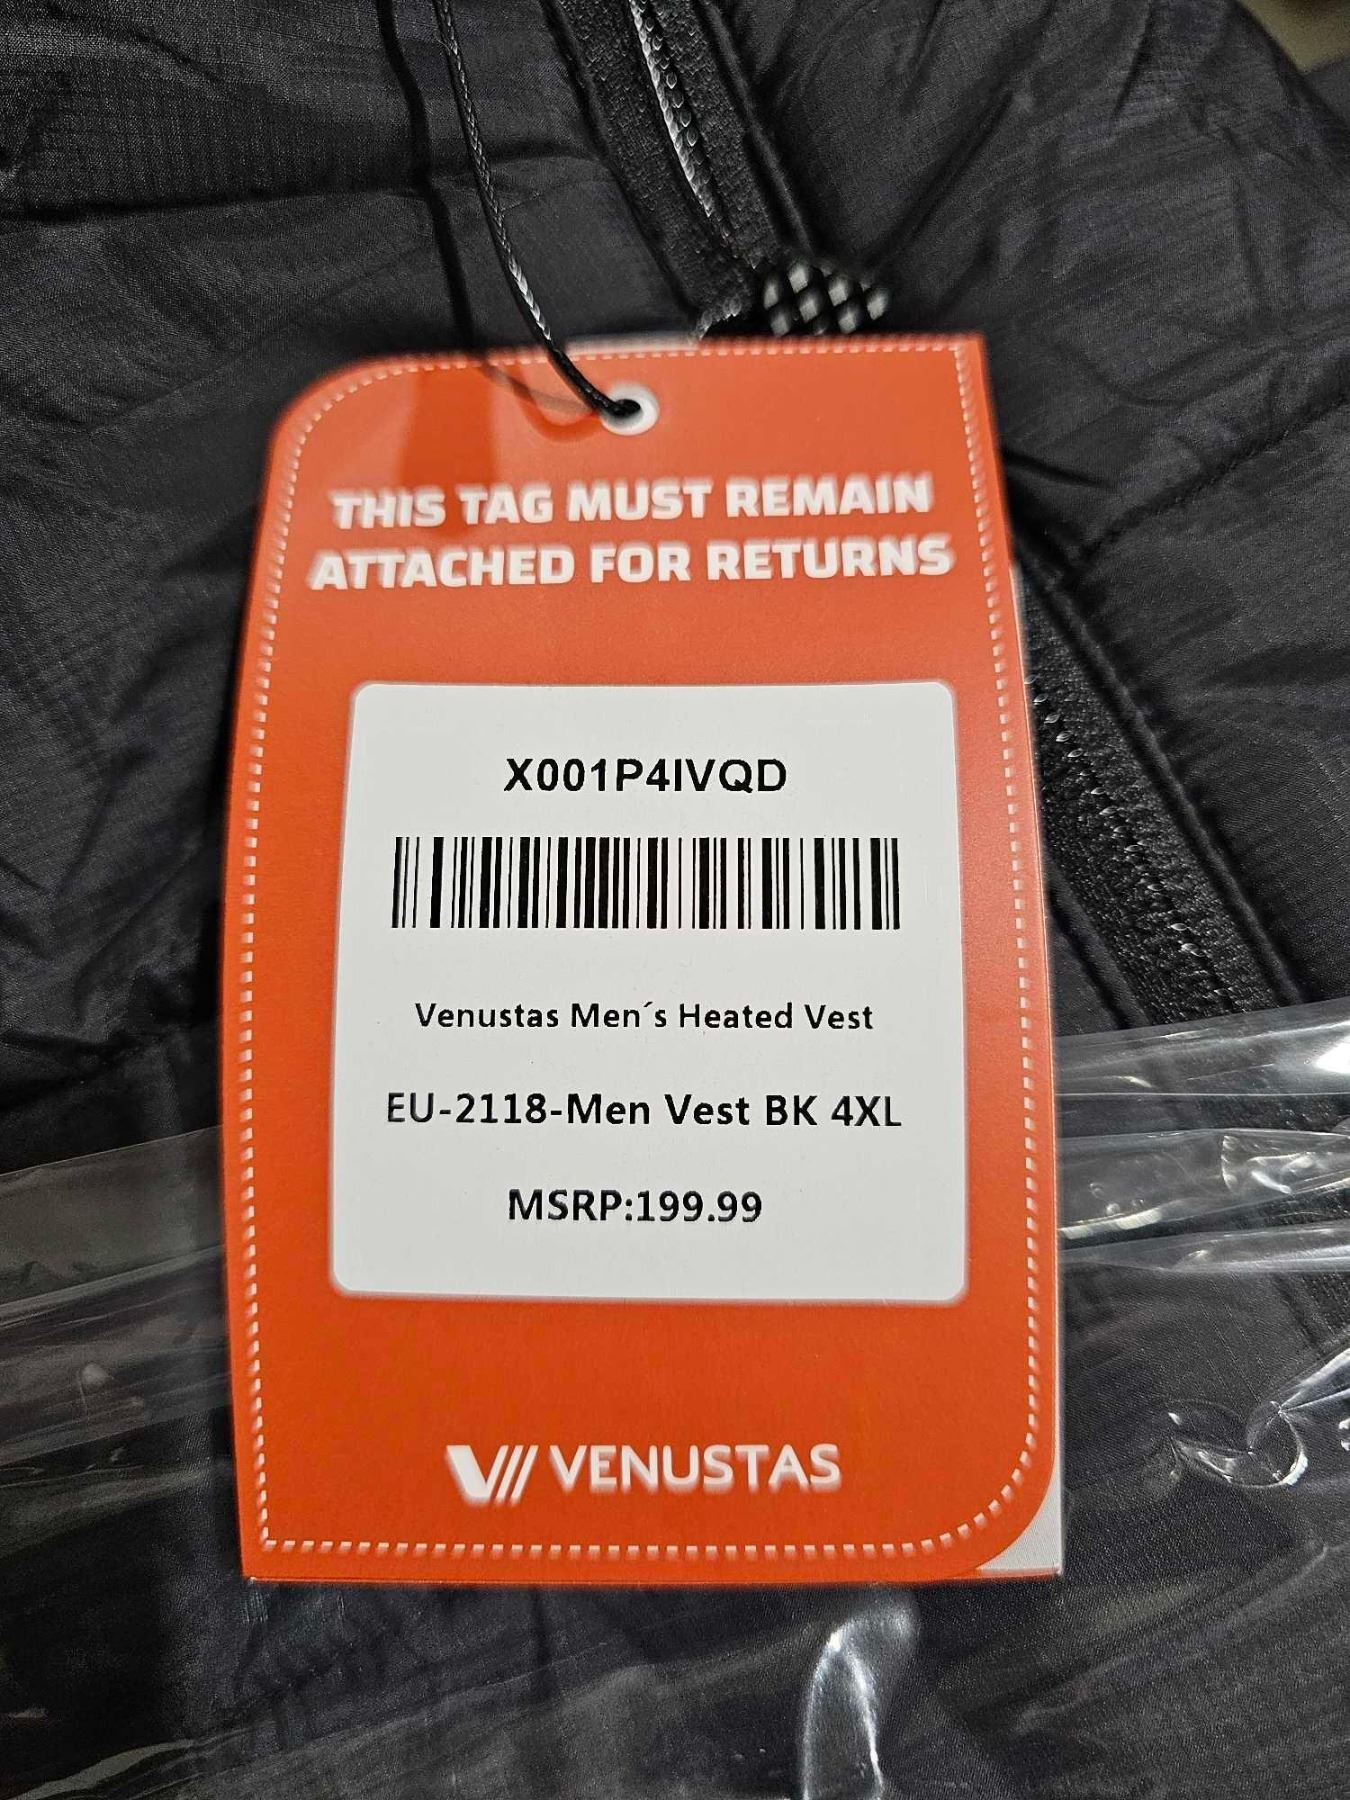 THIS TAG MUST REMAIN
ATTACHED FOR RETURNS
X001P4IVQD
Venustas Men´s Heated Vest
EU-2118-Men Vest BK 4XL
MSRP:199.99
VENUSTAS